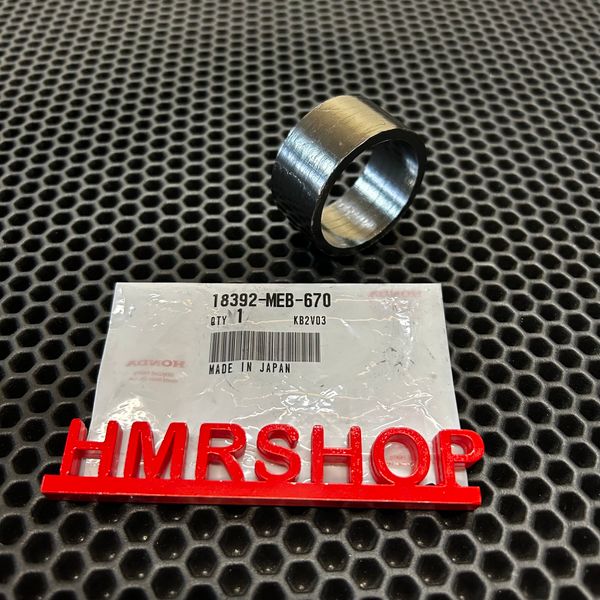 18392-MEB-670
QTY 1 KB2V03
MADE IN JAPAN
HONDA
HMRSHOP